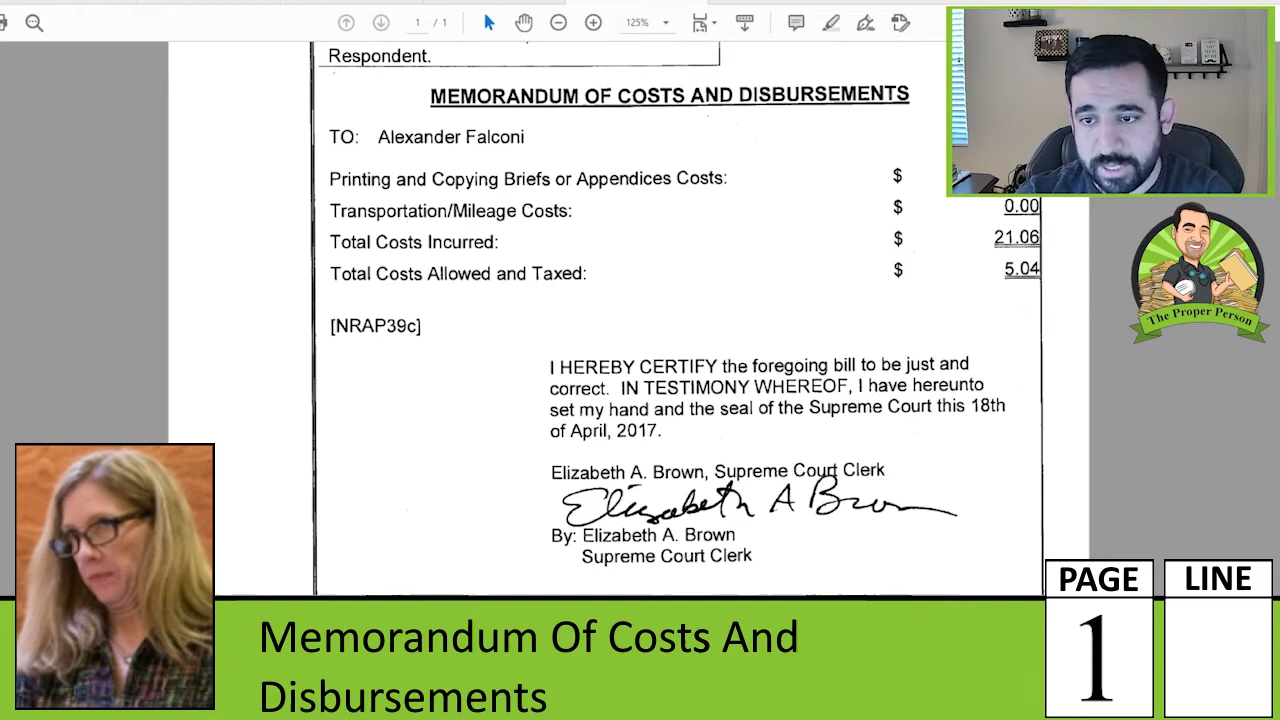 1 / 1
125%
Respondent.
MEMORANDUM OF COSTS AND DISBURSEMENTS
TO: Alexander Falconi
Printing and Copying Briefs or Appendices Costs: $
Transportation/Mileage Costs: $ 0.00
Total Costs Incurred: $ 21.06
Total Costs Allowed and Taxed: $ 5.04
[NRAP39c]
I HEREBY CERTIFY the foregoing bill to be just and
correct. IN TESTIMONY WHEREOF, I have hereunto
set my hand and the seal of the Supreme Court this 18th
of April, 2017.
Elizabeth A. Brown, Supreme Court Clerk
Elizabeth A Brown
By: Elizabeth A. Brown
Supreme Court Clerk
The Proper Person
PAGE
1
LINE
Memorandum Of Costs And
Disbursements